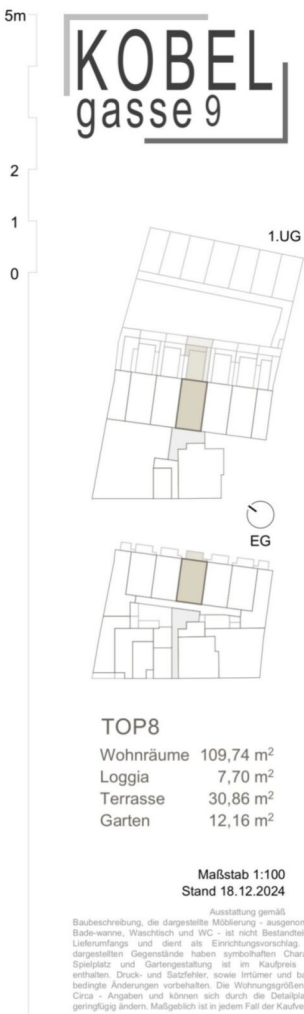 5m
KOBEL
gasse 9
2
1
1.UG
0
EG
TOP8
Wohnräume 109,74 m²
Loggia 7,70 m²
Terrasse 30,86 m²
Garten 12,16 m²
Maßstab 1:100
Stand 18.12.2024
Ausstattung gemäß
Baubeschreibung, die dargestellte Möblierung - ausgenom
Bade-wanne, Waschtisch und WC - ist nicht Bestandtei
Lieferumfangs und dient als Einrichtungsvorschlag.
dargestellten Gegenstände haben symbolhaften Chara
Spielplatz und Gartengestaltung ist im Kaufpreis
enthalten. Druck- und Satzfehler, sowie Irrtümer und ba
bedingte Änderungen vorbehalten. Die Wohnungsgrößen
Circa - Angaben und können sich durch die Detailpla
geringfügig ändern. Maßgeblich ist in jedem Fall der Kaufve